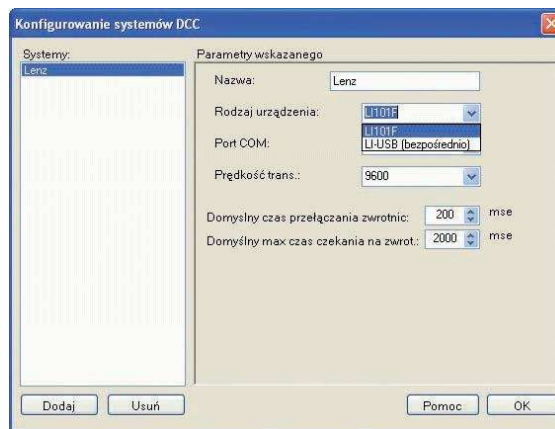 Konfigurowanie systemów DCC
Systemy:
Lenz
Parametry wskazanego
Nazwa: Lenz
Rodzaj urządzenia: LI101F
LI101F
LI-USB (bezpośrednio)
Port COM:
Prędkość trans.: 9600
Domyslny czas przełączania zwrotnic: 200 mse
Domyślny max czas czekania na zwrot.: 2000 mse
Dodaj Usuń Pomoc OK